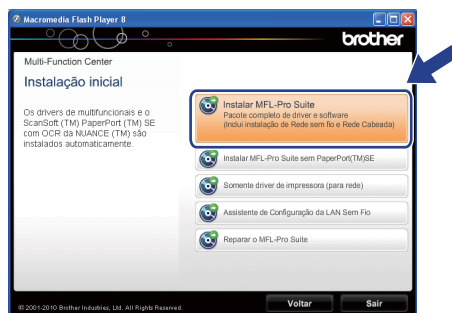 Macromedia Flash Player 8
brother
Multi-Function Center
Instalação inicial
Os drivers de multifuncionais e o
ScanSoft (TM) PaperPort (TM) SE
com OCR da NUANCE (TM) são
instalados automaticamente.
Instalar MFL-Pro Suite
Pacote completo de driver e software
(Inclui instalação de Rede sem fio e Rede Cabeada)
Instalar MFL-Pro Suite sem PaperPort(TM)SE
Somente driver de impressora (para rede)
Assistente de Configuração da LAN Sem Fio
Reparar o MFL-Pro Suite
© 2001-2010 Brother Industries, Ltd. All Rights Reserved.
Voltar
Sair